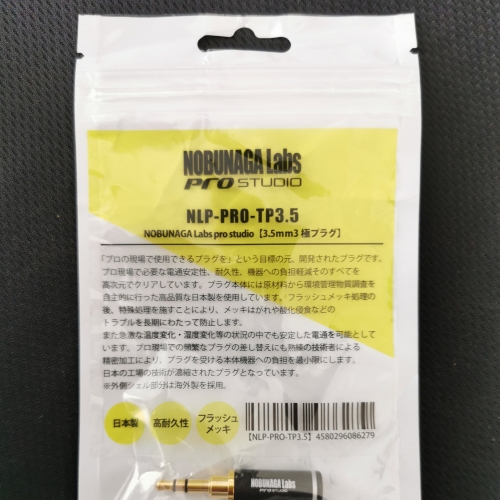 NOBUNAGA Labs
PRO STUDIO
NLP-PRO-TP3.5
NOBUNAGA Labs pro studio【3.5mm3 極プラグ】
「プロの現場で使用できるプラグを」という目標の元、開発されたプラグです。
プロ現場で必要な電通安定性、耐久性、機器への負担軽減そのすべてを
高次元でクリアしています。プラグ本体には原材料から環境管理物質調査を
自主的に行った高品質な日本製を使用しています。フラッシュメッキ処理の
後、特殊処理を施すことにより、メッキはがれや酸化侵食などの
トラブルを長期にわたって防止します。
また急激な温度変化・湿度変化等の状況の中でも安定した電通を可能として
います。プロ現場での頻繁なプラグの差し替えにも熟練の技術者による
精密加工により、プラグを受ける本体機器への負担を最小限にします。
日本の工場の技術が濃縮されたプラグとなっています。
※外側シェル部分は海外製を採用。
日本製
高耐久性
フラッシュ
メッキ
【NLP-PRO-TP3.5】4580296086279
NOBUNAGA Labs
PRO STUDIO